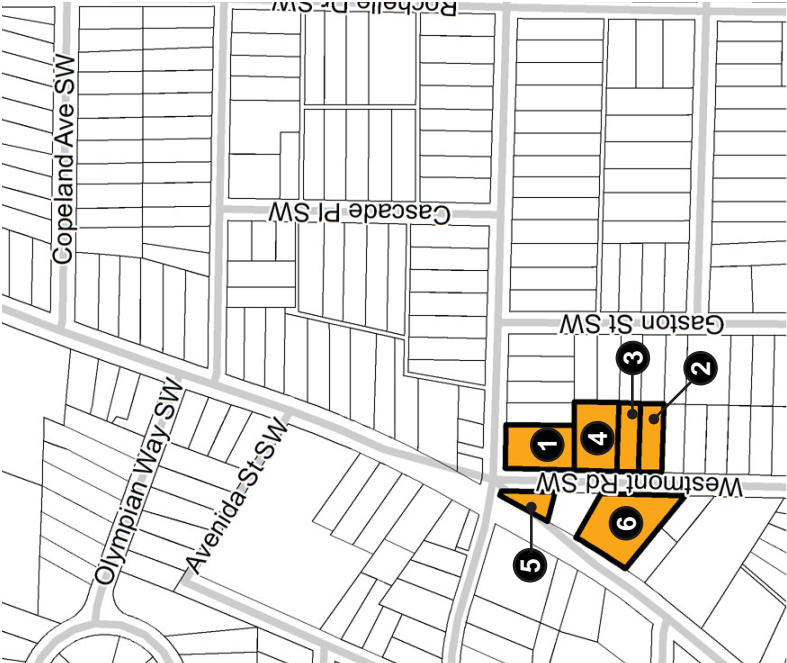 Rochelle Dr SW
Copeland Ave SW
Cascade Pl SW
Gaston St SW
3
2
Olympian Way SW
Avenida St SW
1
4
Westmont Rd SW
6
5